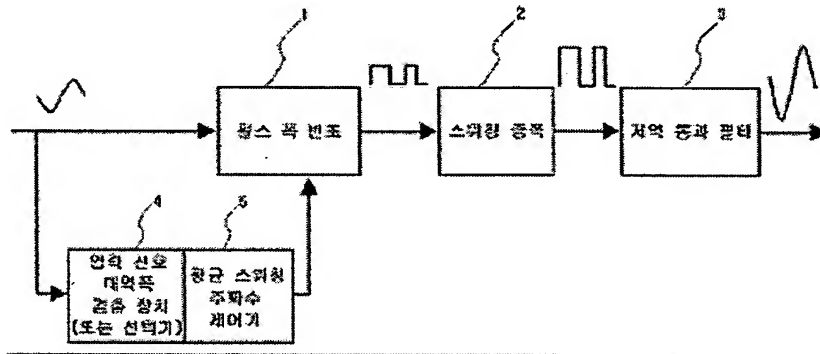 1
2
3
펄스 폭 변조
스위칭 증폭
저역 통과 필터
4
5
입력 신호
대역폭
검출 장치
(또는 선택기)
평균 스위칭
주파수
제어기